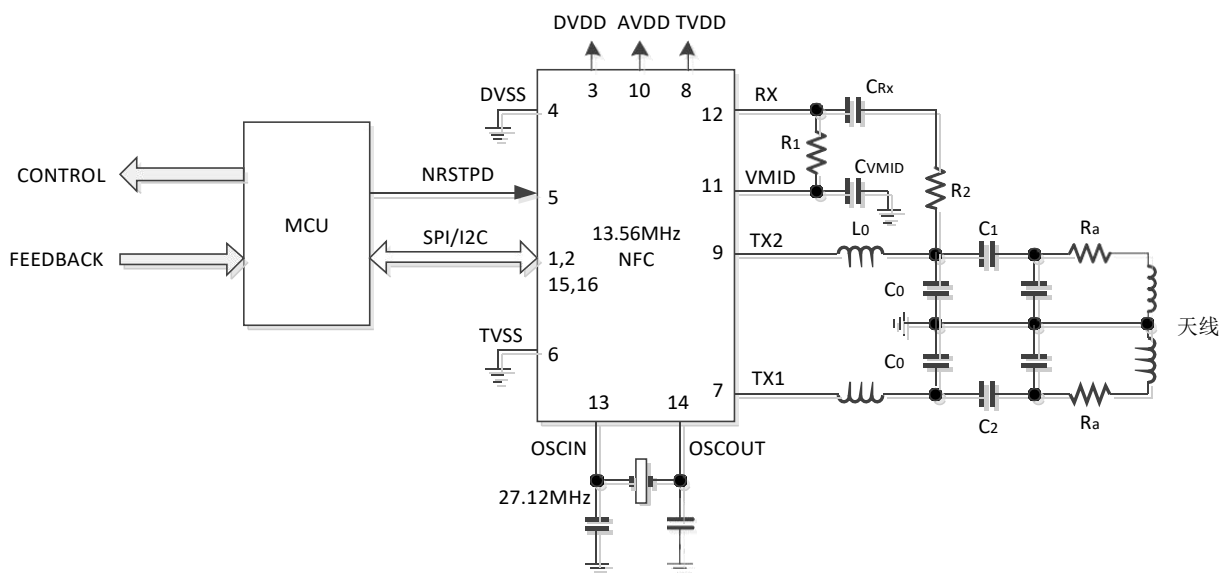 DVDD AVDD TVDD
3 10 8
DVSS 4
12 RX CRx
R1
CONTROL
MCU
NRSTPD 5
11 VMID CVMID
R2
FEEDBACK
SPI/I2C
1,2
15,16
13.56MHz
NFC
9 TX2 L0 C1 Ra
C0
天线
TVSS 6
C0
7 TX1
C2 Ra
13 14
OSCIN OSCOUT
27.12MHz